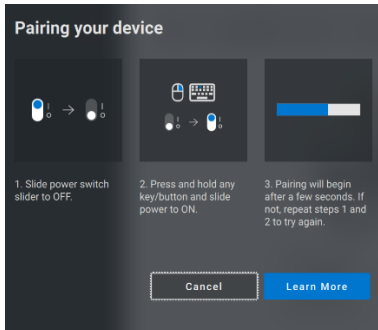 Pairing your device
1. Slide power switch
slider to OFF.
2. Press and hold any
key/button and slide
power to ON.
3. Pairing will begin
after a few seconds. If
not, repeat steps 1 and
2 to try again.
Cancel
Learn More